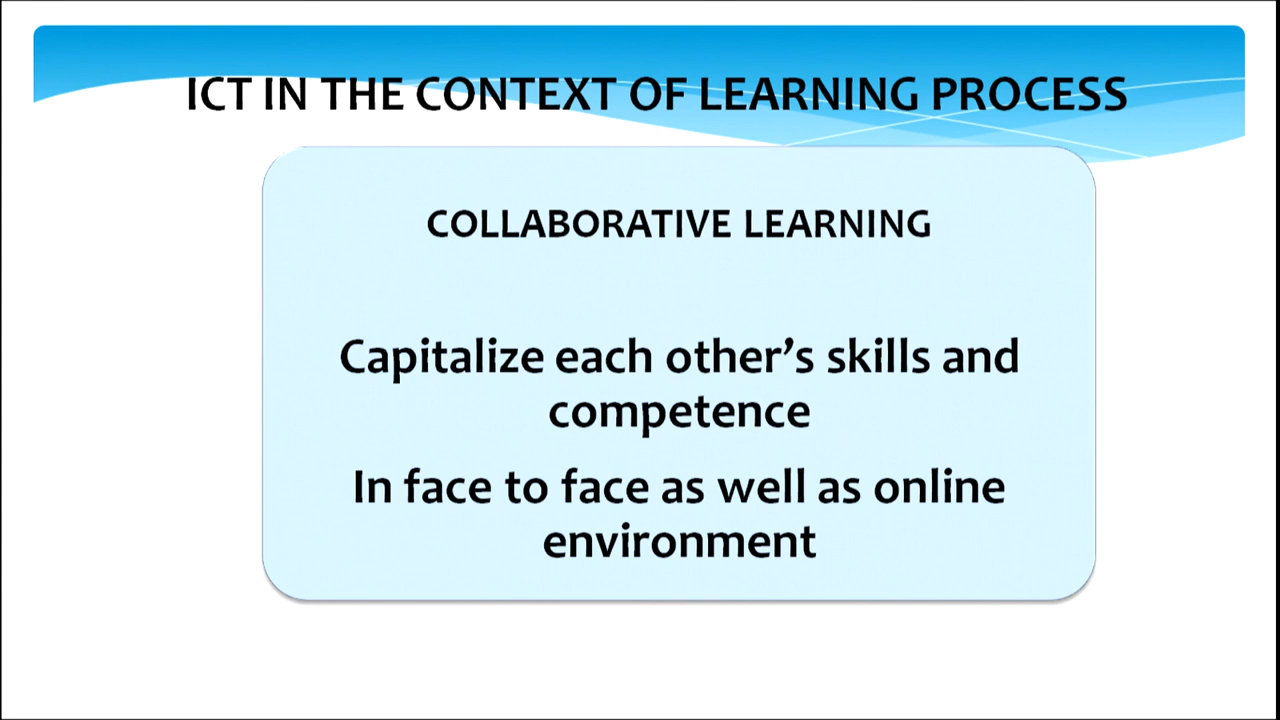 ICT IN THE CONTEXT OF LEARNING PROCESS
COLLABORATIVE LEARNING
Capitalize each other’s skills and
competence
In face to face as well as online
environment